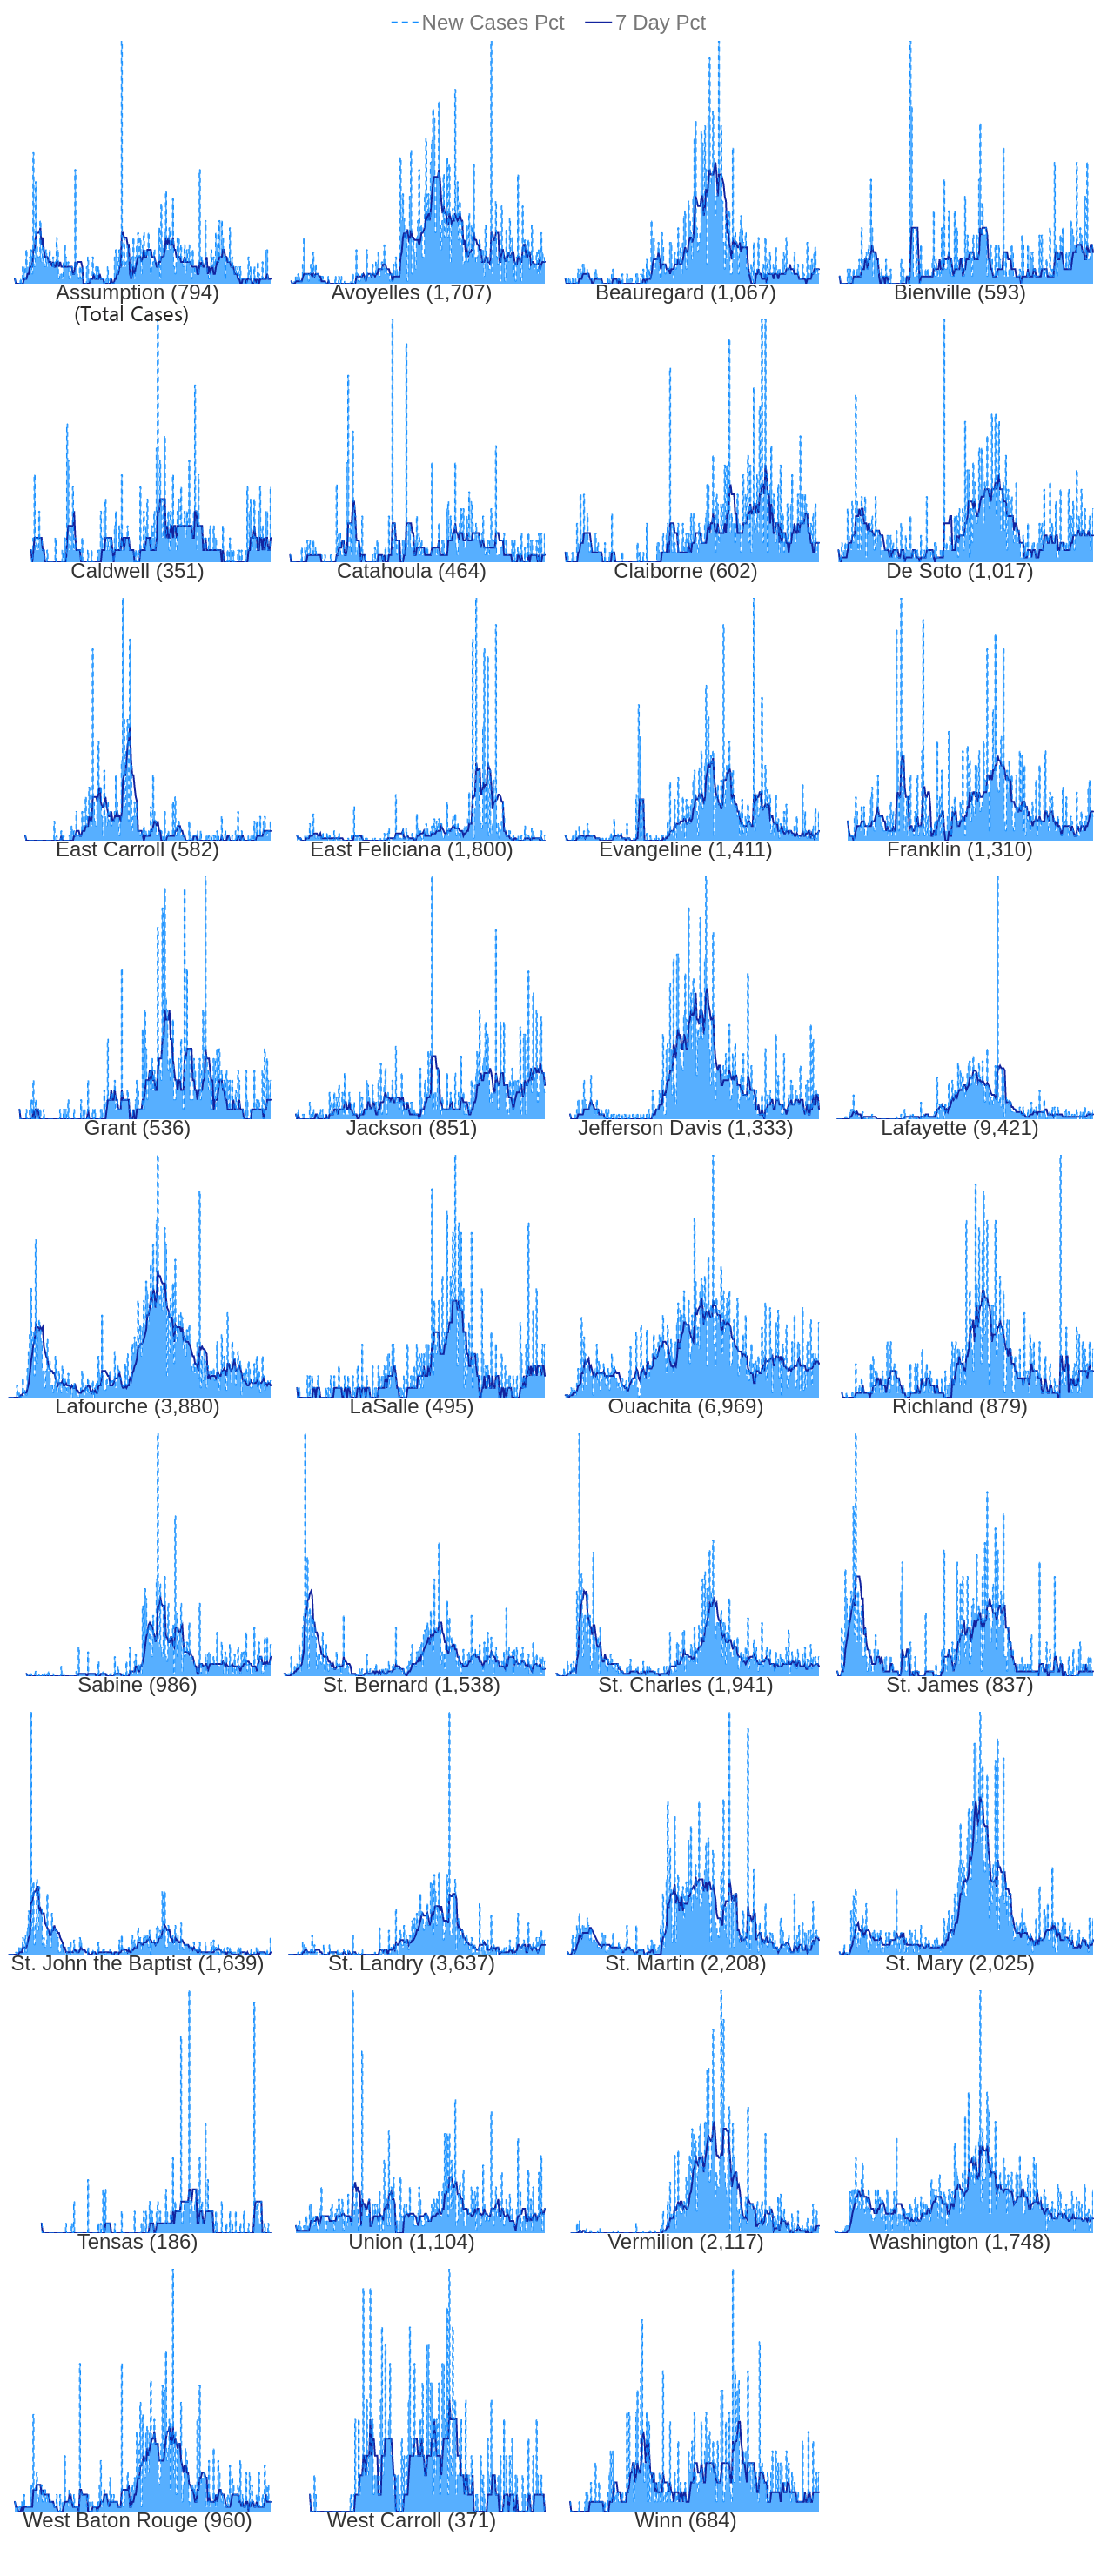 New Cases Pct 7 Day Pct
Assumption (794) Avoyelles (1,707) Beauregard (1,067) Bienville (593)
(Total Cases)
Caldwell (351) Catahoula (464) Claiborne (602) De Soto (1,017)
East Carroll (582) East Feliciana (1,800) Evangeline (1,411) Franklin (1,310)
Grant (536) Jackson (851) Jefferson Davis (1,333) Lafayette (9,421)
Lafourche (3,880) LaSalle (495) Ouachita (6,969) Richland (879)
Sabine (986) St. Bernard (1,538) St. Charles (1,941) St. James (837)
St. John the Baptist (1,639) St. Landry (3,637) St. Martin (2,208) St. Mary (2,025)
Tensas (186) Union (1,104) Vermilion (2,117) Washington (1,748)
West Baton Rouge (960) West Carroll (371) Winn (684)